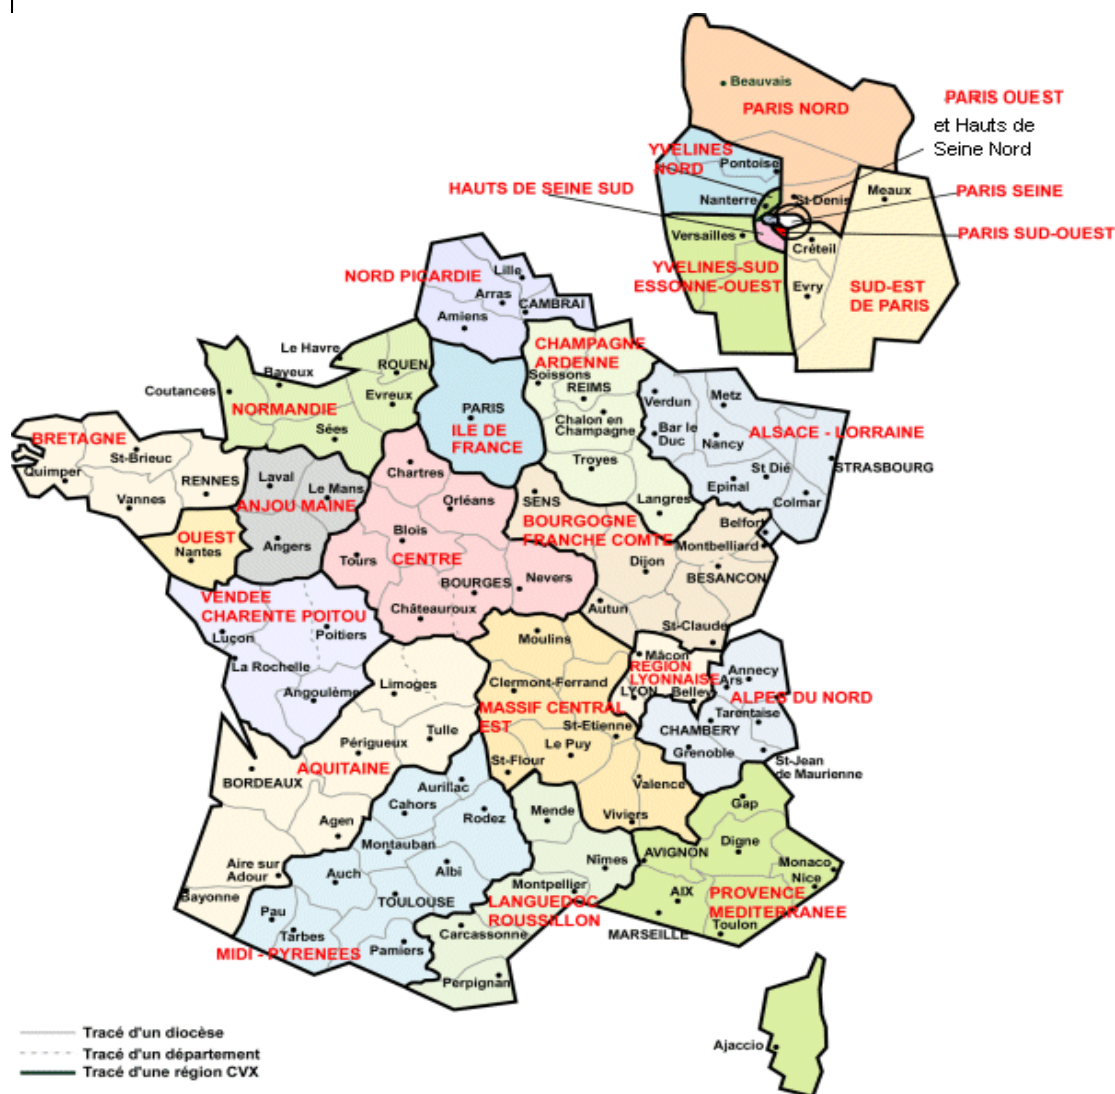 Beauvais
PARIS NORD
PARIS OUEST
et Hauts de
Seine Nord
YVELINES
NORD
Pontoise
HAUTS DE SEINE SUD
Nanterre
St-Denis
Meaux
PARIS SEINE
Versailles
Créteil
PARIS SUD-OUEST
YVELINES-SUD
ESSONNE-OUEST
Evry
SUD-EST
DE PARIS
NORD PICARDIE
Lille
Arras
CAMBRAI
Amiens
Le Havre
ROUEN
Bayeux
Coutances
Evreux
NORMANDIE
Sées
CHAMPAGNE
ARDENNE
Soissons
REIMS
Chalon en
Champagne
Troyes
Langres
PARIS
ILE DE
FRANCE
Verdun
Metz
Bar le
Duc
Nancy
ALSACE - LORRAINE
St Dié
STRASBOURG
Epinal
Colmar
BRETAGNE
St-Brieuc
Quimper
RENNES
Vannes
Laval
Le Mans
ANJOU MAINE
Angers
OUEST
Nantes
Chartres
Orléans
Blois
Tours
CENTRE
BOURGES
Nevers
Châteauroux
SENS
BOURGOGNE
FRANCHE COMTE
Belfort
Montbelliard
Dijon
BESANCON
Autun
St-Claude
VENDEE
CHARENTE POITOU
Luçon
Poitiers
La Rochelle
Angoulème
Moulins
Clermont-Ferrand
MASSIF CENTRAL
EST
St-Etienne
Le Puy
St-Flour
Valence
Viviers
Mâcon
REGION
LYONNAISE
LYON
Belley
Ars
Annecy
ALPES DU NORD
Tarentaise
CHAMBERY
Grenoble
St-Jean
de Maurienne
Limoges
Tulle
Périgueux
BORDEAUX
AQUITAINE
Agen
Aire sur
Adour
Bayonne
Aurillac
Cahors
Rodez
Montauban
Albi
Auch
TOULOUSE
Pau
Tarbes
Pamiers
MIDI - PYRENEES
Mende
Nîmes
Montpellier
LANGUEDOC
ROUSSILLON
Carcassonne
Perpignan
Gap
Digne
AVIGNON
Monaco
Nice
AIX
PROVENCE
MEDITERRANEE
MARSEILLE
Toulon
Ajaccio
Tracé d'un diocèse
Tracé d'un département
Tracé d'une région CVX